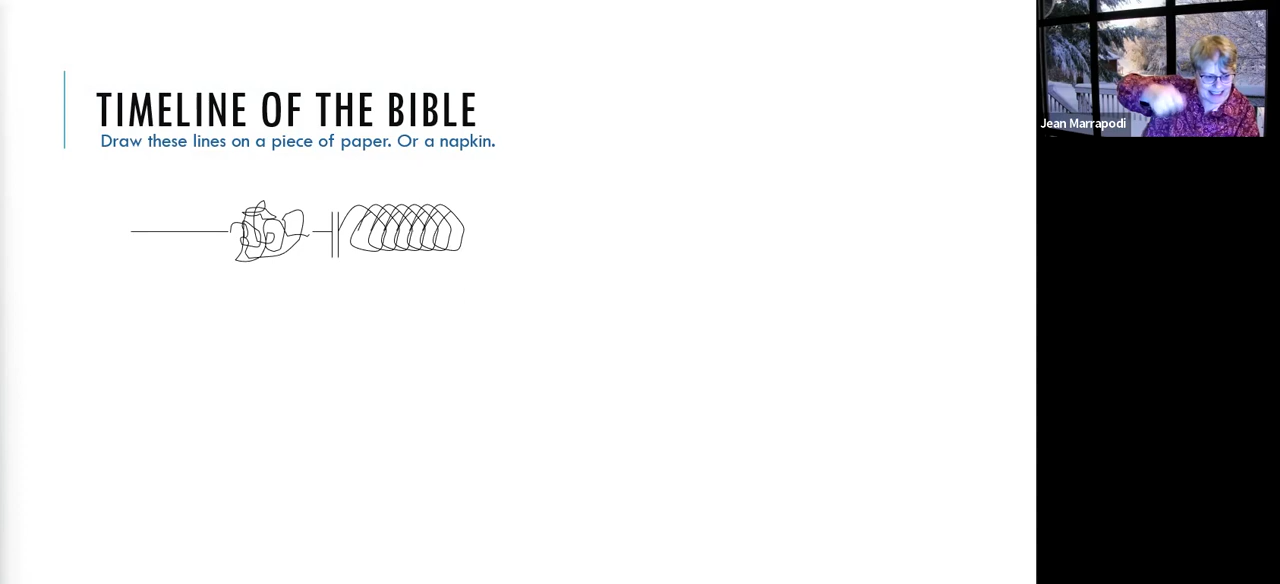 TIMELINE OF THE BIBLE
Draw these lines on a piece of paper. Or a napkin.
Jean Marrapodi